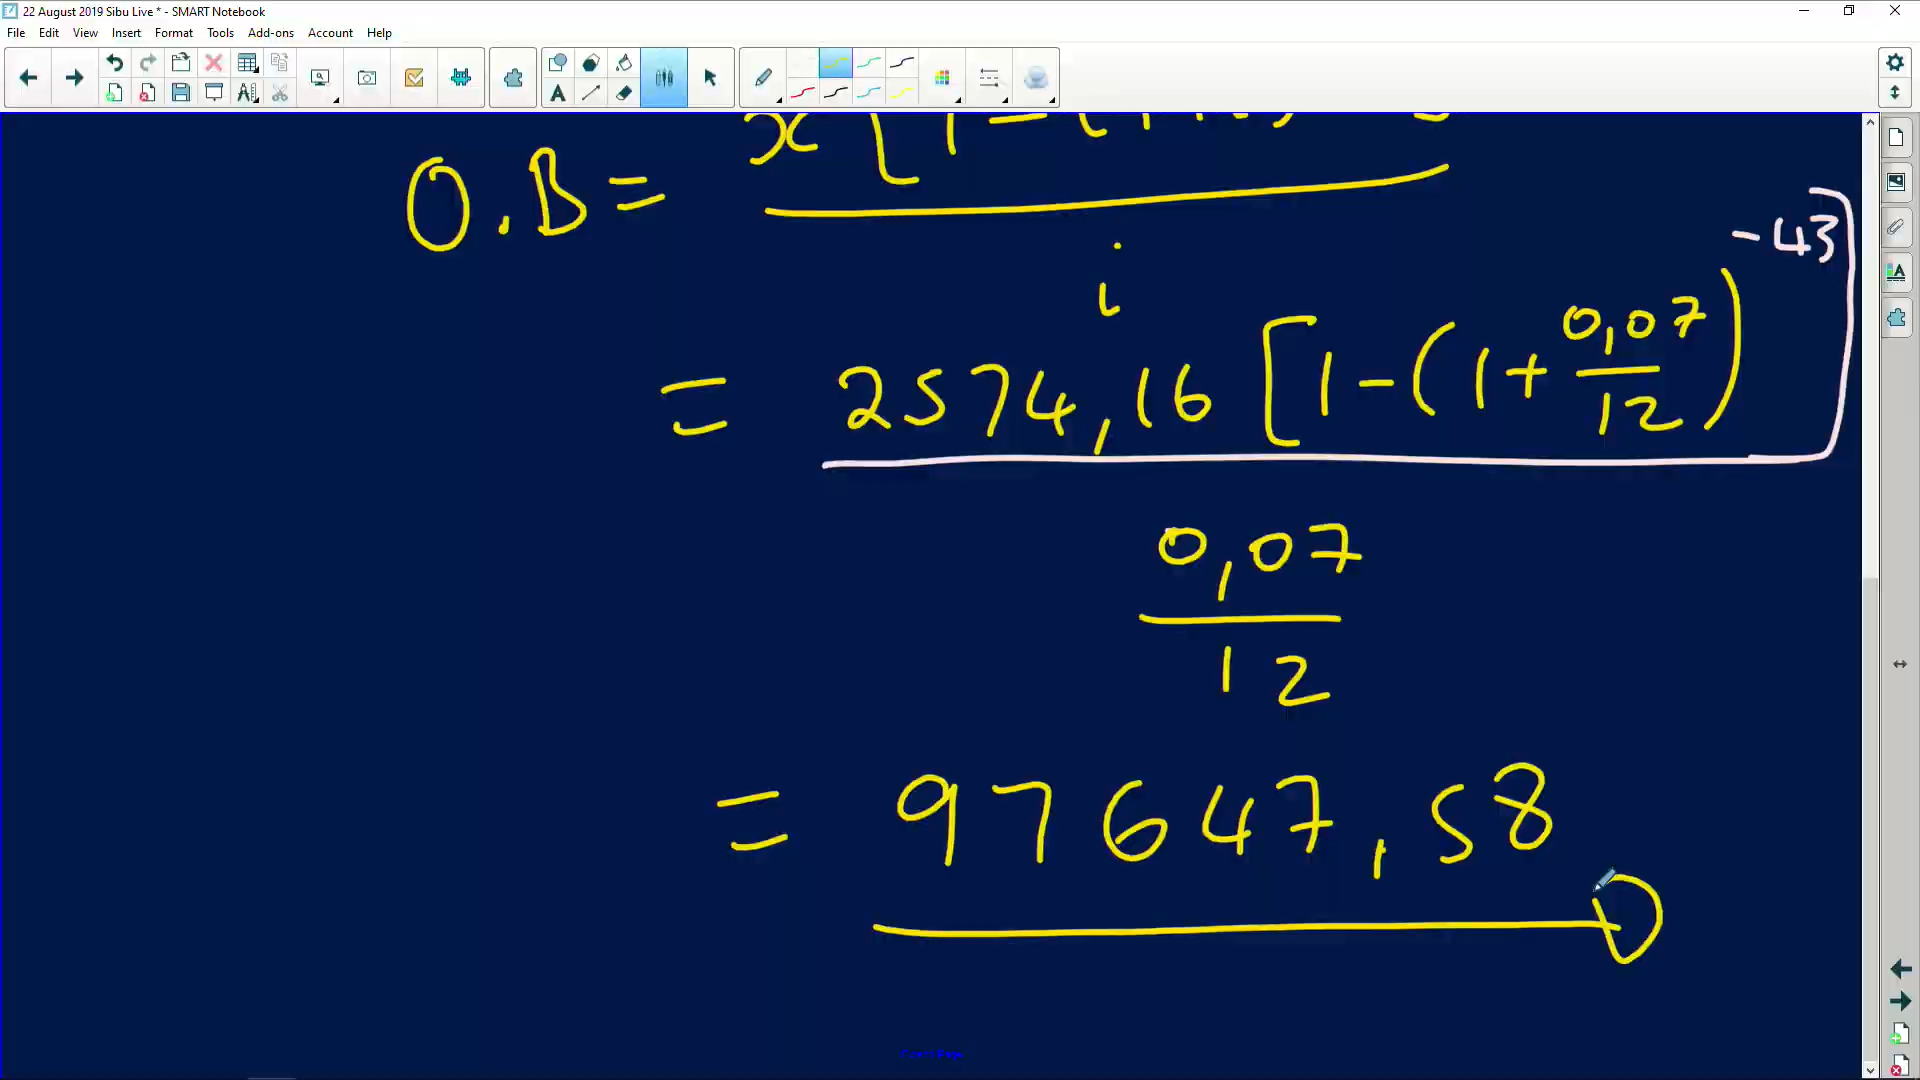 22 August 2019 Sibu Live * - SMART Notebook
File Edit View Insert Format Tools Add-ons Account Help
O.B =
i
= 2574,16 [1-(1+0,07/12)^-43]
0,07
12
= 97647,58